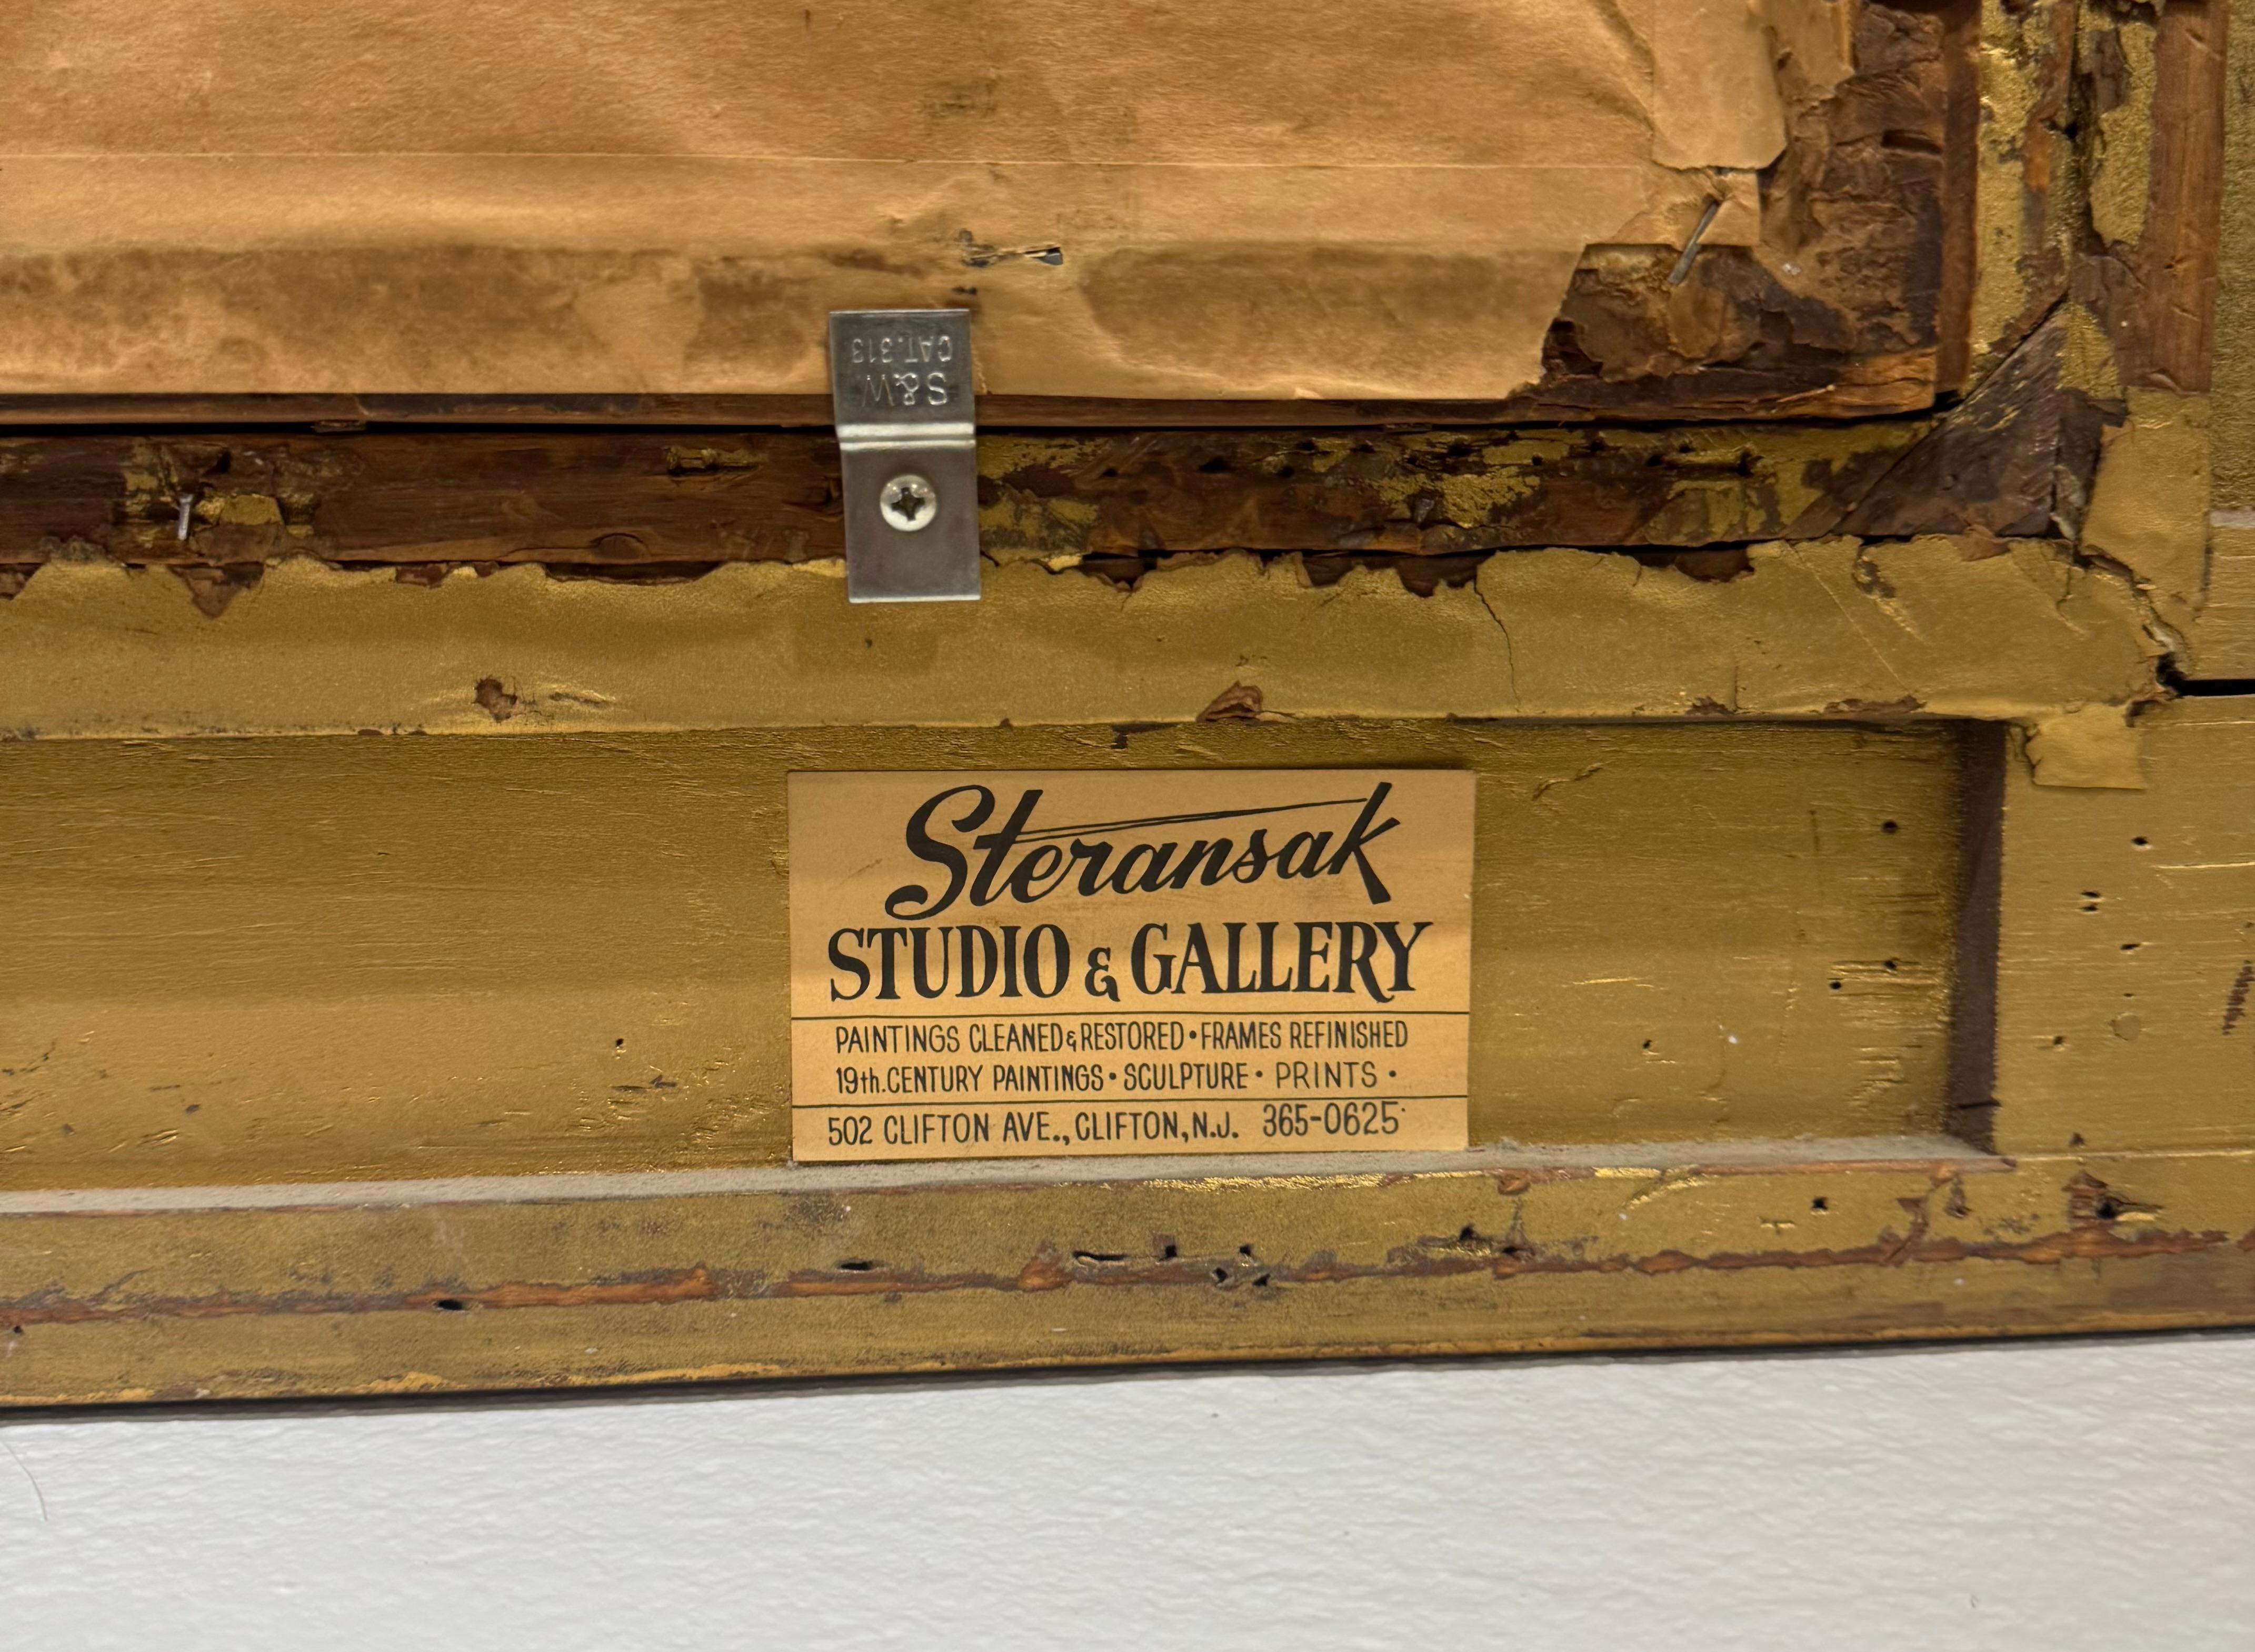 CAT.313
S&W
Steransak
STUDIO & GALLERY
PAINTINGS CLEANED & RESTORED • FRAMES REFINISHED
19th. CENTURY PAINTINGS • SCULPTURE • PRINTS •
502 CLIFTON AVE., CLIFTON, N.J. 365-0625